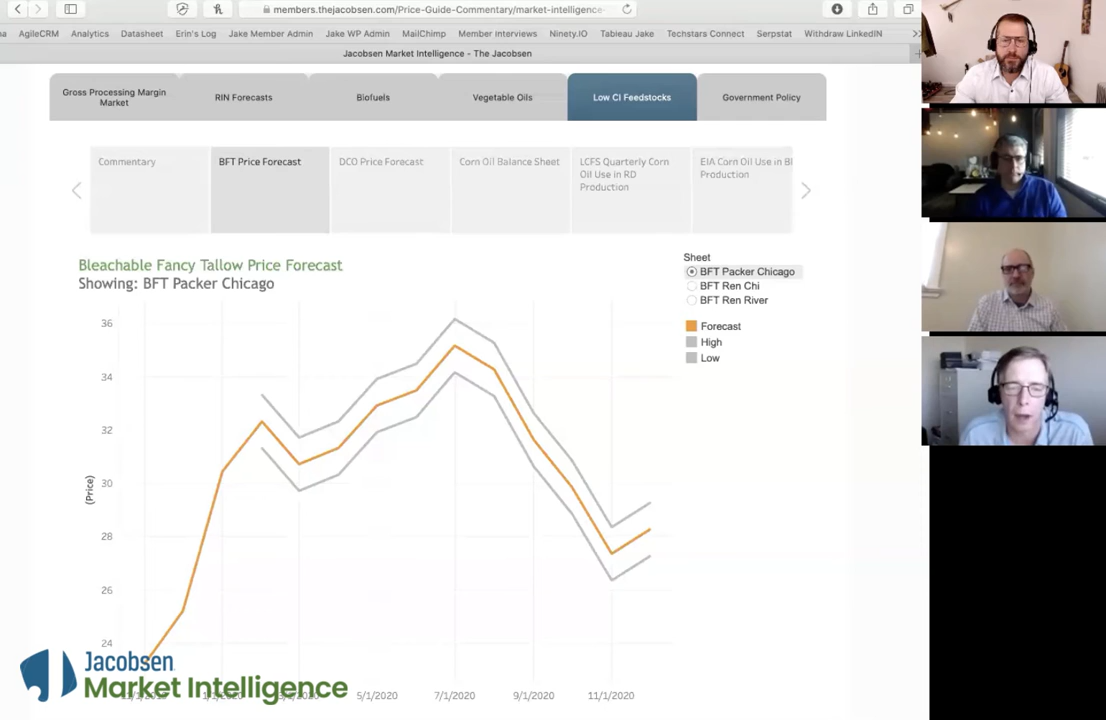 members.thejacobsen.com/Price-Guide-Commentary/market-intelligence-
AgileCRM Analytics Datasheet Erin's Log Jake Member Admin Jake WP Admin MailChimp Member Interviews Ninety.IO Tableau Jake Techstars Connect Serpstat Withdraw LinkedIN
Jacobsen Market Intelligence - The Jacobsen
Gross Processing Margin
Market
RIN Forecasts
Biofuels
Vegetable Oils
Low CI Feedstocks
Government Policy
Commentary
BFT Price Forecast
DCO Price Forecast
Corn Oil Balance Sheet
LCFS Quarterly Corn
Oil Use in RD
Production
EIA Corn Oil Use in
Production
Bleachable Fancy Tallow Price Forecast
Showing: BFT Packer Chicago
Sheet
BFT Packer Chicago
BFT Ren Chi
BFT Ren River
Forecast
High
Low
36
34
32
30
28
26
24
(Price)
5/1/2020 7/1/2020 9/1/2020 11/1/2020
Jacobsen
Market Intelligence